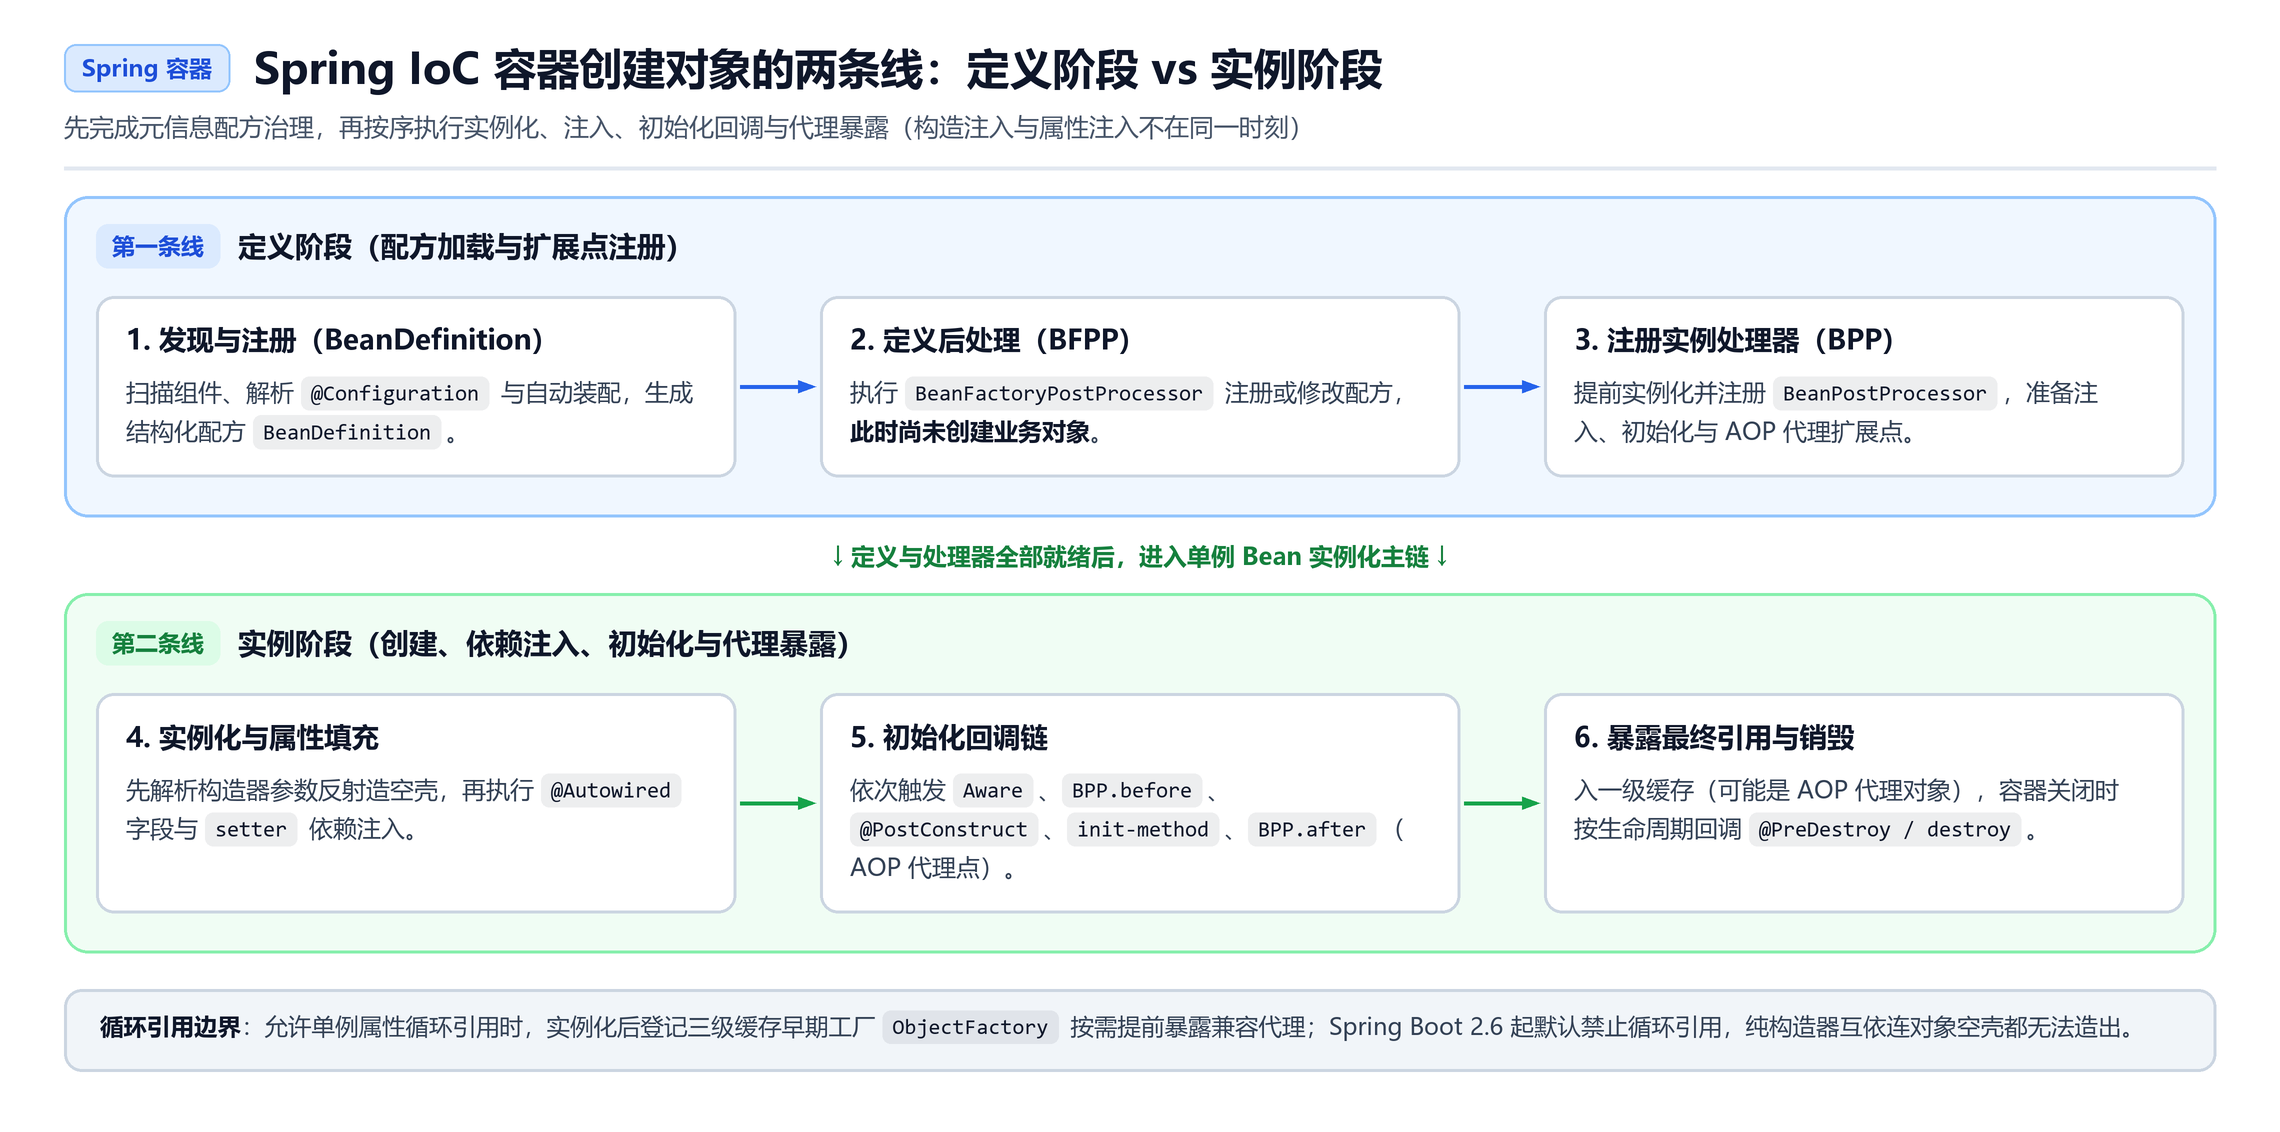 Spring 容器
Spring IoC 容器创建对象的两条线：定义阶段 vs 实例阶段
先完成元信息配方治理，再按序执行实例化、注入、初始化回调与代理暴露（构造注入与属性注入不在同一时刻）
第一条线
定义阶段（配方加载与扩展点注册）
1. 发现与注册（BeanDefinition）
扫描组件、解析 @Configuration 与自动装配，生成
结构化配方 BeanDefinition 。
2. 定义后处理（BFPP）
执行 BeanFactoryPostProcessor 注册或修改配方，
此时尚未创建业务对象。
3. 注册实例处理器（BPP）
提前实例化并注册 BeanPostProcessor ，准备注
入、初始化与 AOP 代理扩展点。
↓ 定义与处理器全部就绪后，进入单例 Bean 实例化主链 ↓
第二条线
实例阶段（创建、依赖注入、初始化与代理暴露）
4. 实例化与属性填充
先解析构造器参数反射造空壳，再执行 @Autowired
字段与 setter 依赖注入。
5. 初始化回调链
依次触发 Aware 、 BPP.before 、
@PostConstruct 、 init-method 、 BPP.after （
AOP 代理点）。
6. 暴露最终引用与销毁
入一级缓存（可能是 AOP 代理对象），容器关闭时
按生命周期回调 @PreDestroy / destroy 。
循环引用边界：允许单例属性循环引用时，实例化后登记三级缓存早期工厂 ObjectFactory 按需提前暴露兼容代理；Spring Boot 2.6 起默认禁止循环引用，纯构造器互依连对象空壳都无法造出。